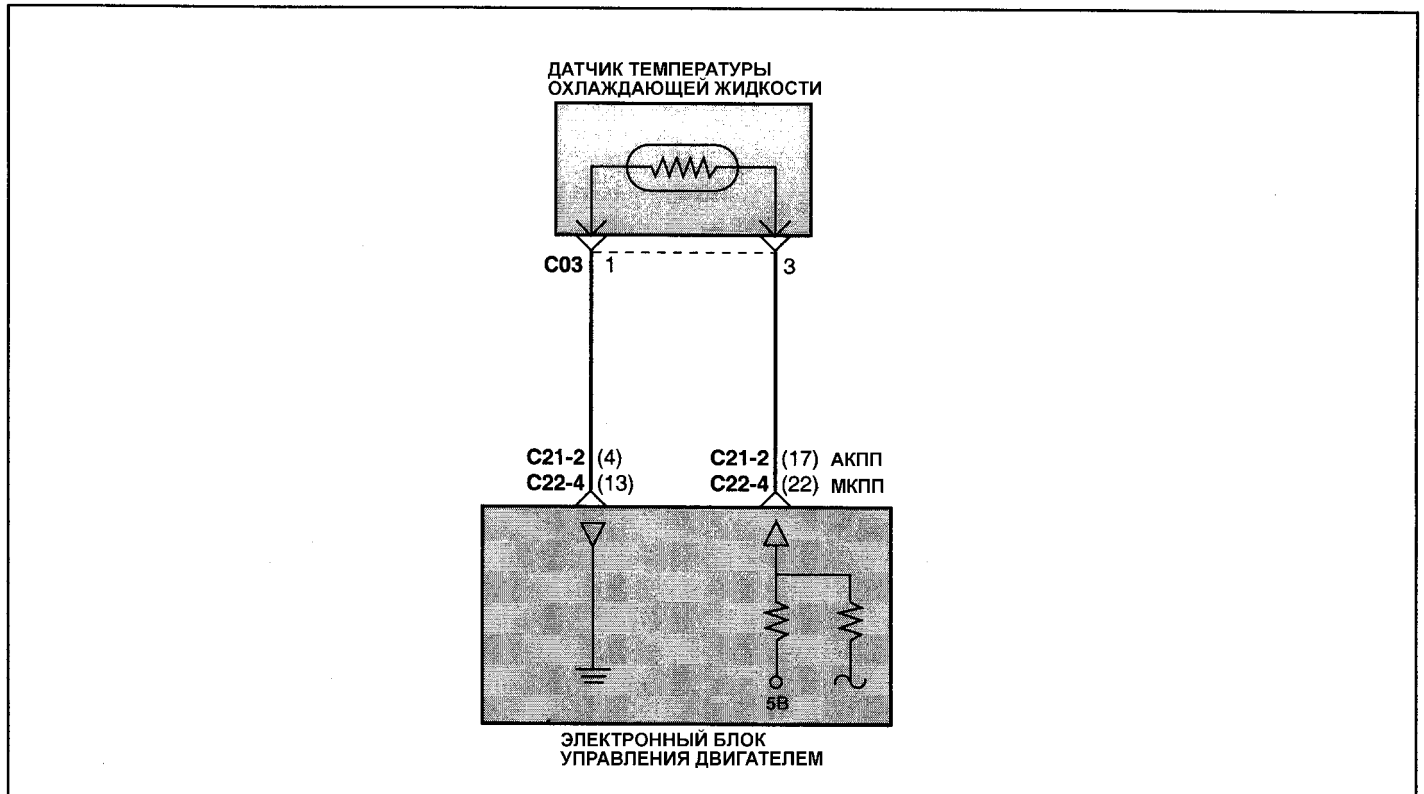 ДАТЧИК ТЕМПЕРАТУРЫ
ОХЛАЖДАЮЩЕЙ ЖИДКОСТИ
C03 1 3
C21-2 (4) C21-2 (17) АКПП
C22-4 (13) C22-4 (22) МКПП
5В
ЭЛЕКТРОННЫЙ БЛОК
УПРАВЛЕНИЯ ДВИГАТЕЛЕМ